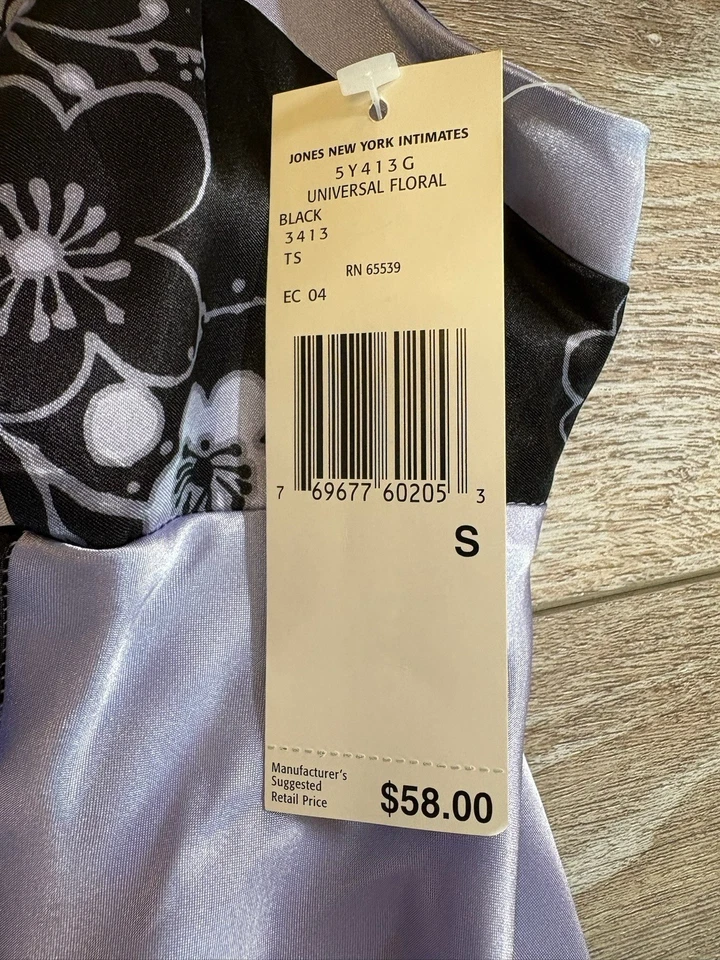 JONES NEW YORK INTIMATES
5Y413G
UNIVERSAL FLORAL
BLACK
3413
TS
RN 65539
EC 04
7 69677 60205 3
S
Manufacturer's
Suggested
Retail Price
$58.00